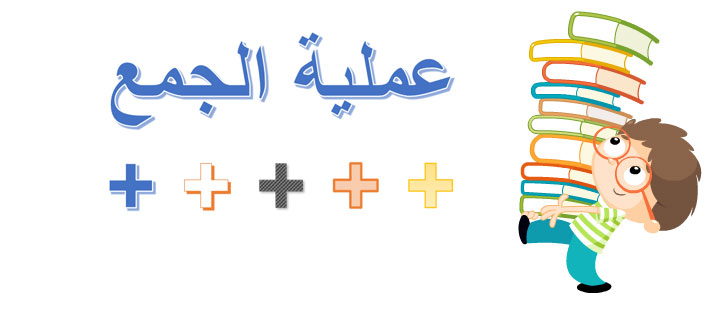 عملية الجمع
+ + + + +